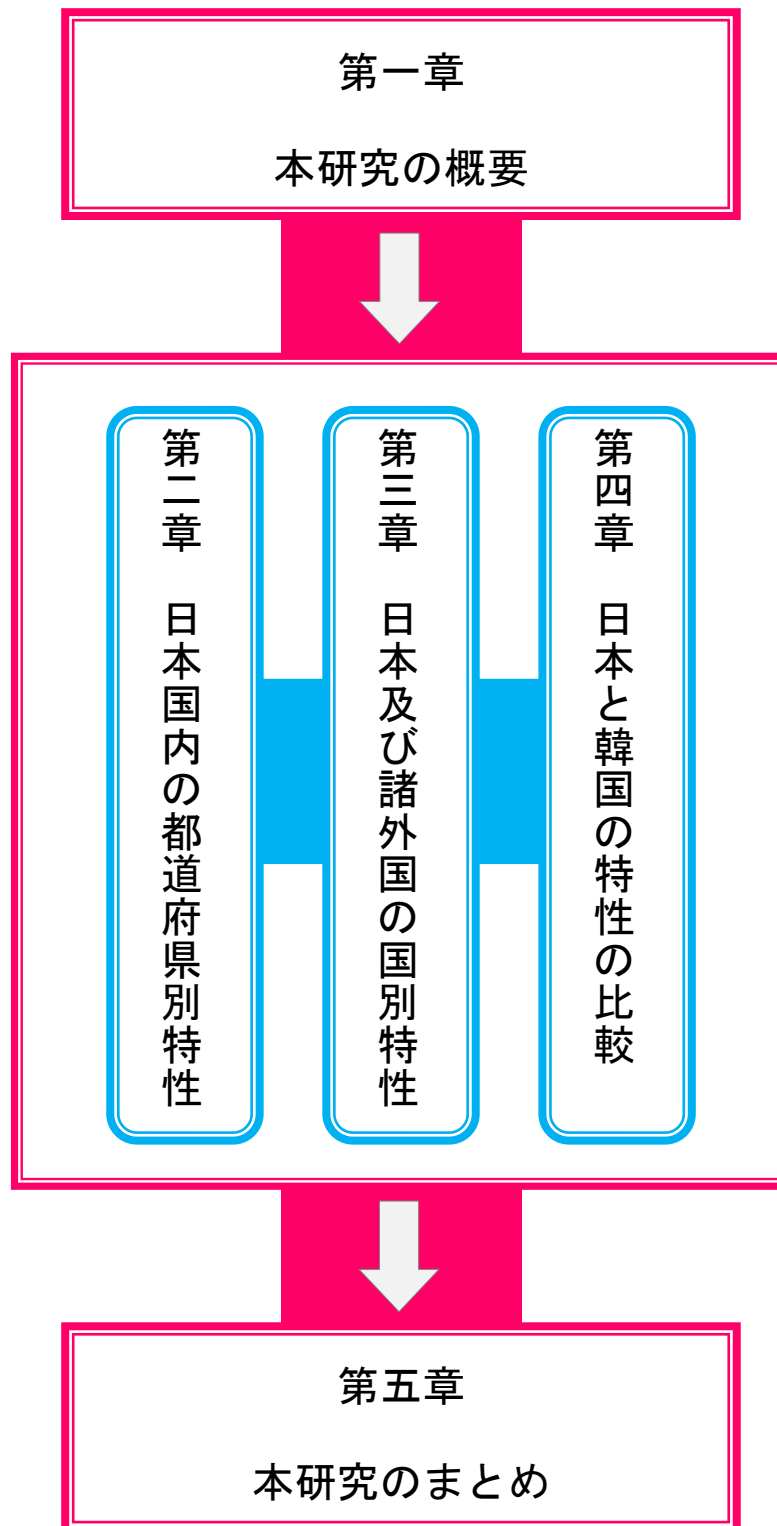 第一章
本研究の概要
第二章　日本国内の都道府県別特性
第三章　日本及び諸外国の国別特性
第四章　日本と韓国の特性の比較
第五章
本研究のまとめ